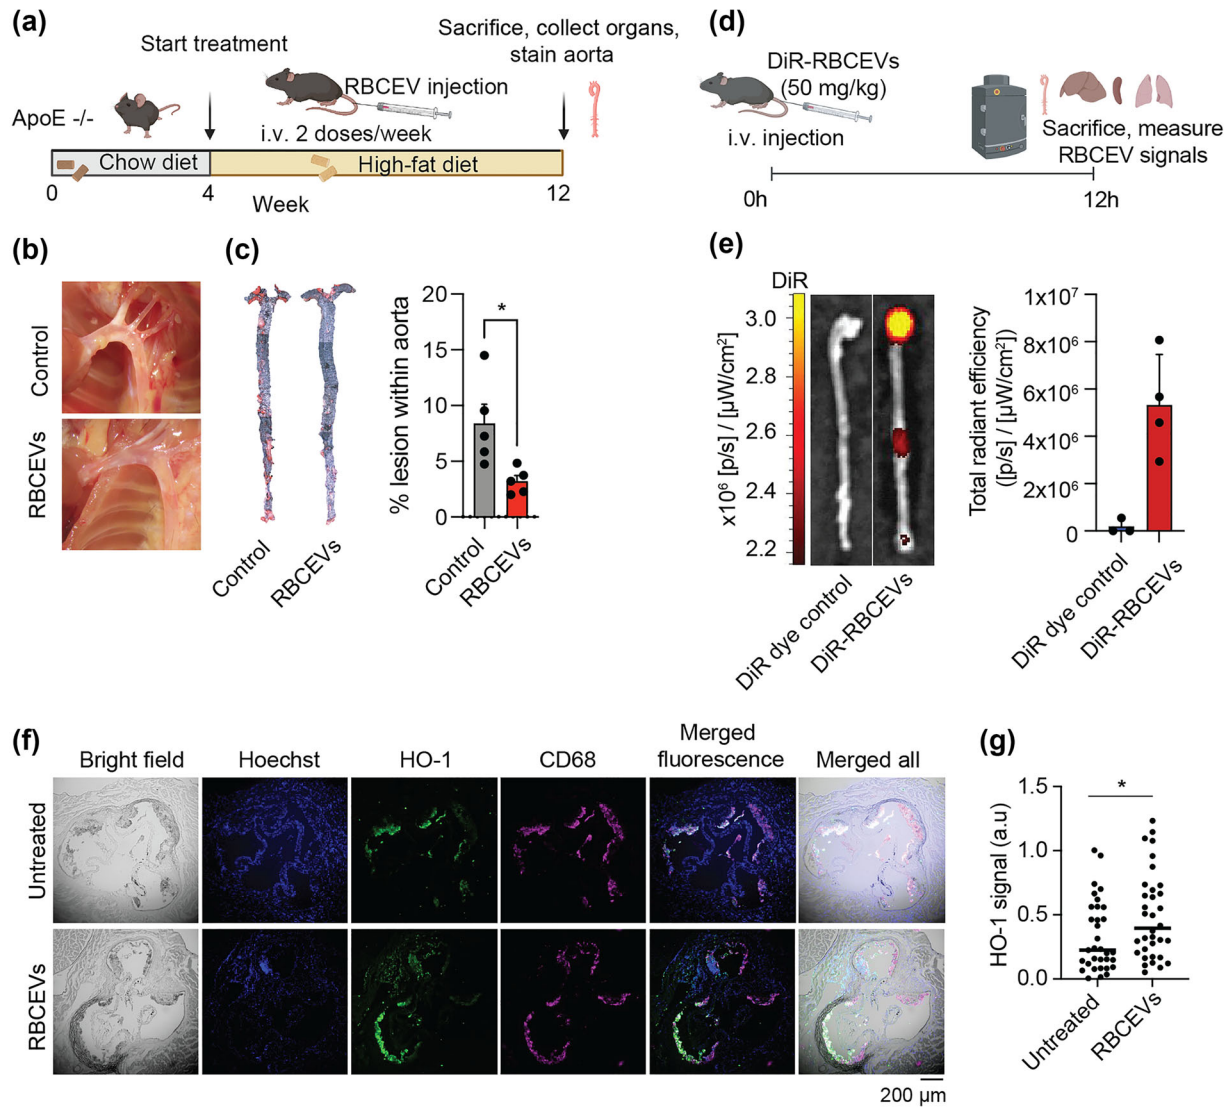 (a)
Start treatment
Sacrifice, collect organs,
stain aorta
ApoE -/-
RBCEV injection
i.v. 2 doses/week
Chow diet
High-fat diet
0
4
12
Week
(d)
DiR-RBCEVs
(50 mg/kg)
i.v. injection
Sacrifice, measure
RBCEV signals
0h
12h
(b)
Control
RBCEVs
(c)
Control
RBCEVs
% lesion within aorta
20
15
10
5
0
*
Control
RBCEVs
(e)
DiR
x10⁶ [p/s] / [µW/cm²]
3.0
2.8
2.6
2.4
2.2
DiR dye control
DiR-RBCEVs
Total radiant efficiency
([p/s] / [µW/cm²])
1x10⁷
8x10⁶
6x10⁶
4x10⁶
2x10⁶
0
DiR dye control
DiR-RBCEVs
(f)
Bright field
Hoechst
HO-1
CD68
Merged
fluorescence
Merged all
Untreated
RBCEVs
200 µm
(g)
HO-1 signal (a.u)
1.5
1.0
0.5
0.0
*
Untreated
RBCEVs